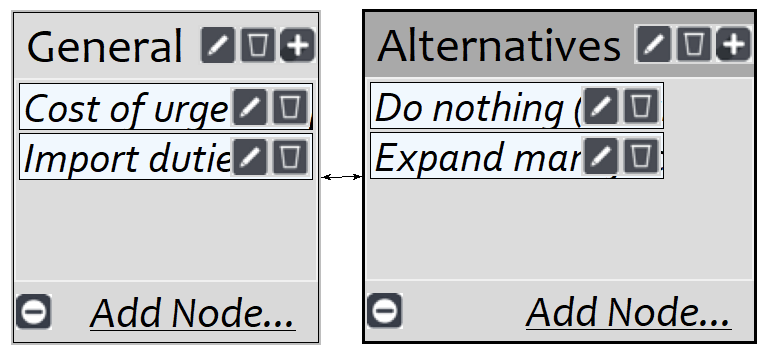 General
Cost of urge
Import dutie
Add Node...
Alternatives
Do nothing (
Expand mar
Add Node...